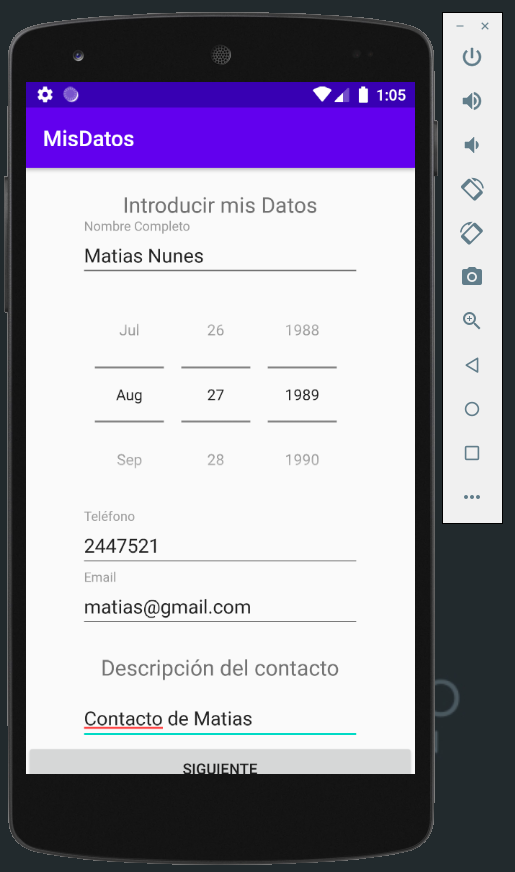 1:05
MisDatos
Introducir mis Datos
Nombre Completo
Matias Nunes
Jul 26 1988
Aug 27 1989
Sep 28 1990
Teléfono
2447521
Email
matias@gmail.com
Descripción del contacto
Contacto de Matias
SIGUIENTE